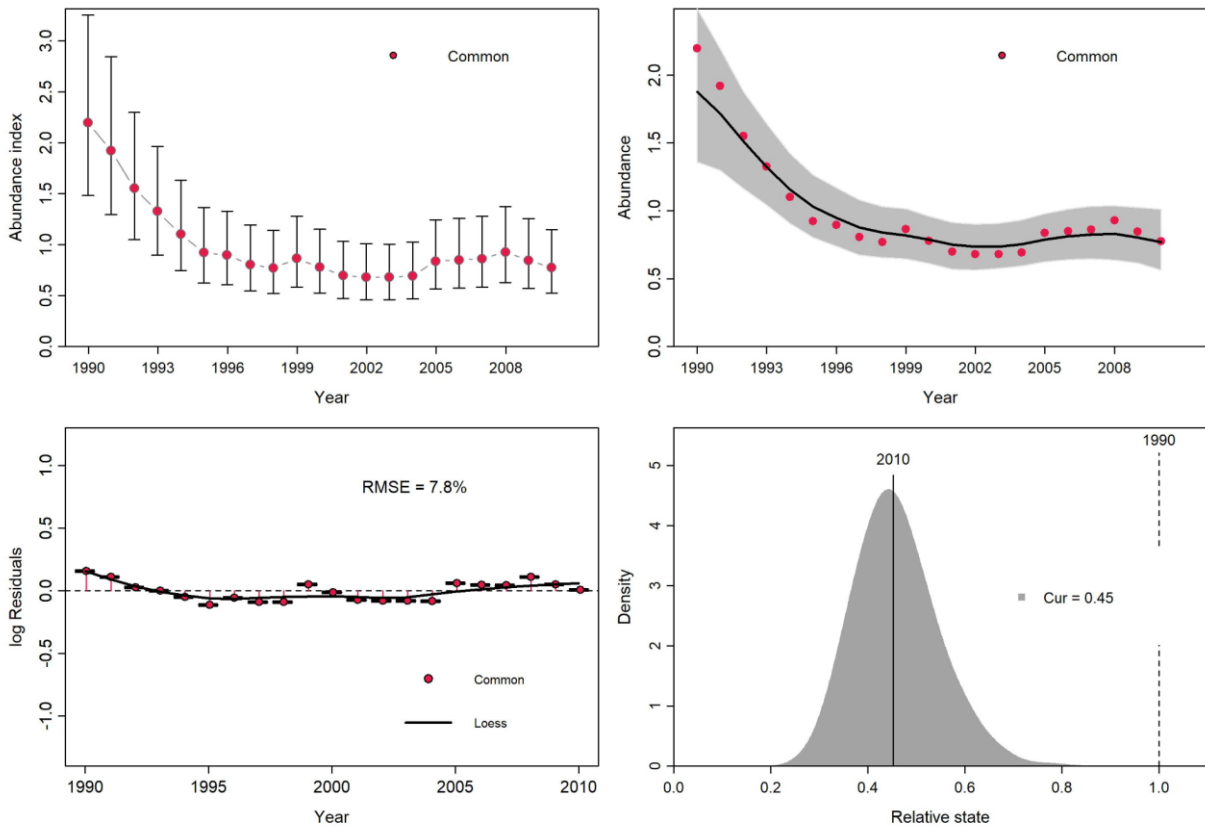 Common
Abundance index
0.0 0.5 1.0 1.5 2.0 2.5 3.0
1990 1993 1996 1999 2002 2005 2008
Year
Common
Abundance
0.0 0.5 1.0 1.5 2.0
1990 1993 1996 1999 2002 2005 2008
Year
RMSE = 7.8%
log Residuals
-1.0 -0.5 0.0 0.5 1.0
Common
Loess
1990 1995 2000 2005 2010
Year
1990
2010
Density
0 1 2 3 4 5
Cur = 0.45
0.0 0.2 0.4 0.6 0.8 1.0
Relative state